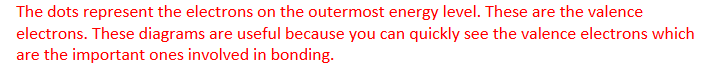 The dots represent the electrons on the outermost energy level. These are the valence
electrons. These diagrams are useful because you can quickly see the valence electrons which
are the important ones involved in bonding.